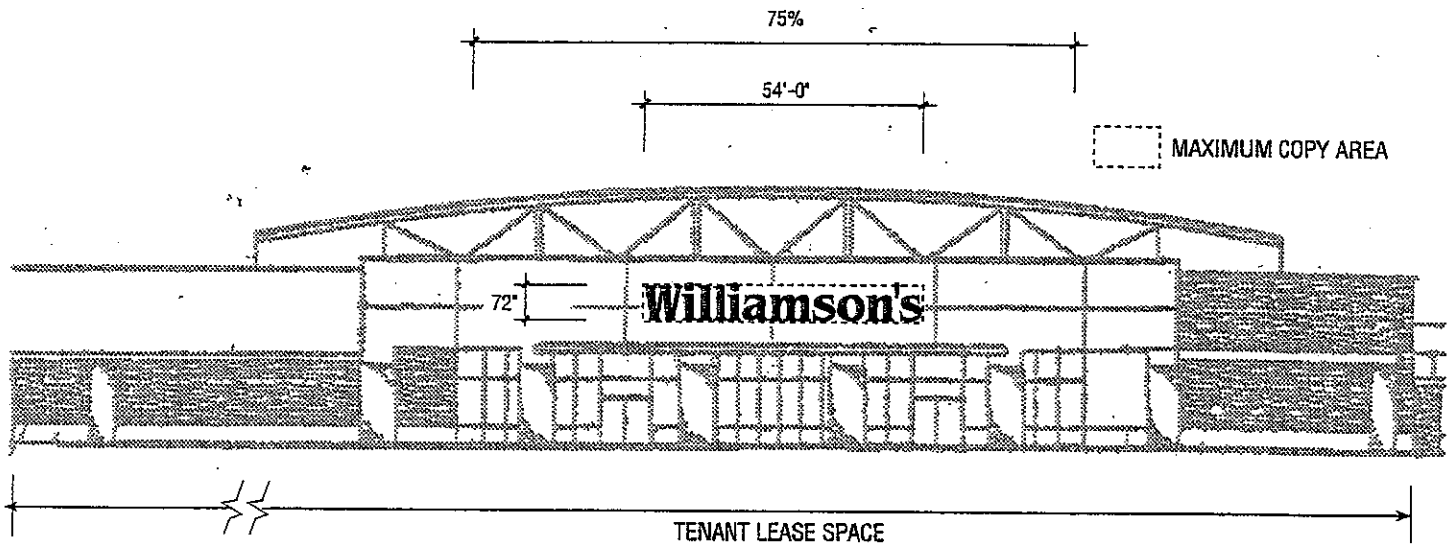 75%
54'-0"
MAXIMUM COPY AREA
72"
Williamson's
TENANT LEASE SPACE